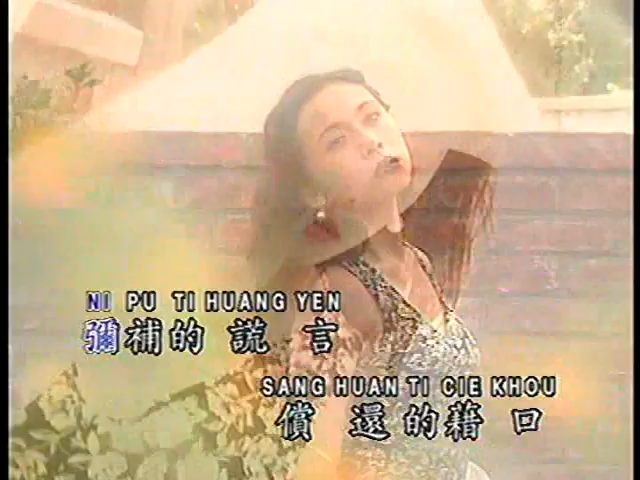 NI PU TI HUANG YEN
彌補的 謊 言
SANG HUAN TI CIE KHOU
償 還的藉 口